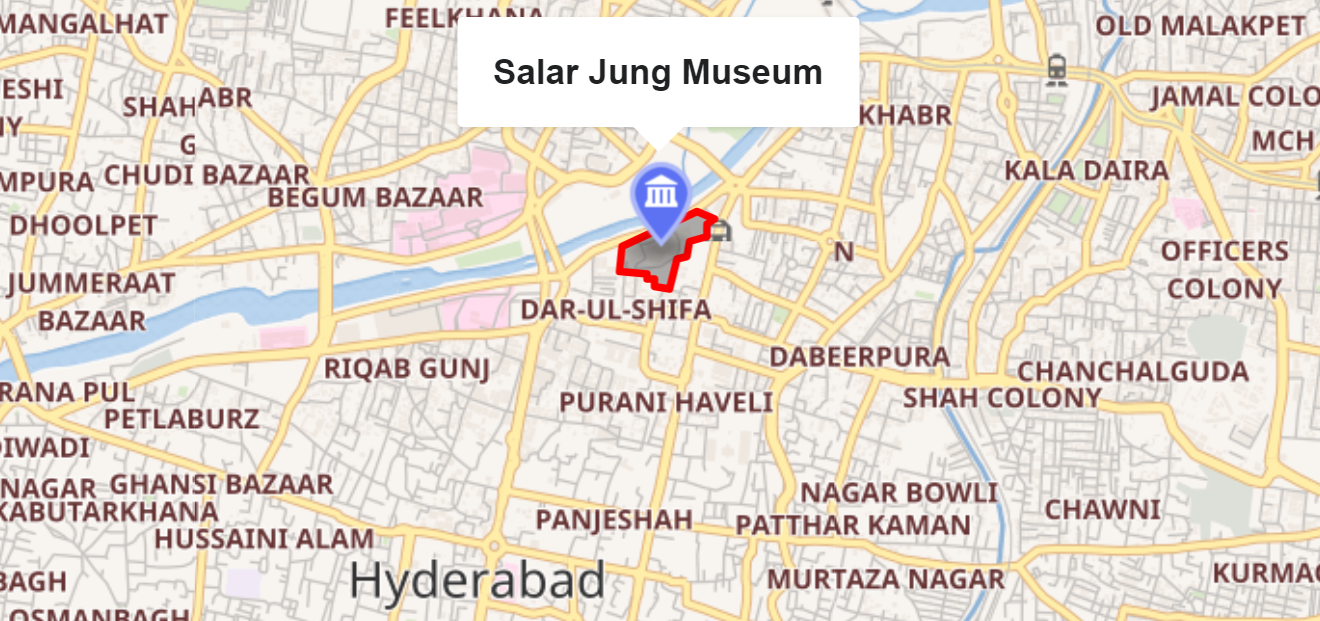 MANGALHAT
FEELKHANA
OLD MALAKPET
Salar Jung Museum
ESHI
SHAH
ABR
JAMAL COLO
KHABR
MCH
G
CHUDI BAZAAR
KALA DAIRA
MPURA
BEGUM BAZAAR
DHOOLPET
N
OFFICERS
COLONY
JUMMERAAT
BAZAAR
DAR-UL-SHIFA
RIQAB GUNJ
DABEERPURA
CHANCHALGUDA
RANA PUL
PURANI HAVELI
SHAH COLONY
PETLABURZ
DIWADI
NAGAR
GHANSI BAZAAR
NAGAR BOWLI
KABUTARKHANA
CHAWNI
PANJESHAH
PATTHAR KAMAN
HUSSAINI ALAM
Hyderabad
BAGH
MURTAZA NAGAR
KURMAG
OSMANBAGH